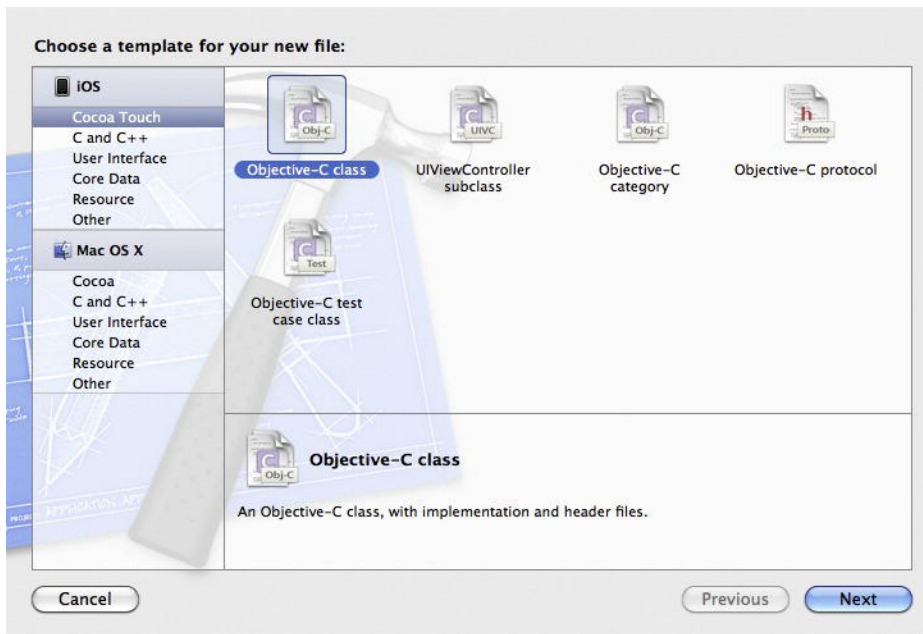 Choose a template for your new file:
iOS
Cocoa Touch
C and C++
User Interface
Core Data
Resource
Other
Mac OS X
Cocoa
C and C++
User Interface
Core Data
Resource
Other
Obj-C
Objective-C class
UIVC
UIViewController
subclass
Obj-C
Objective-C
category
h
Proto
Objective-C protocol
Test
Objective-C test
case class
Obj-C
Objective-C class
An Objective-C class, with implementation and header files.
Cancel
Previous
Next